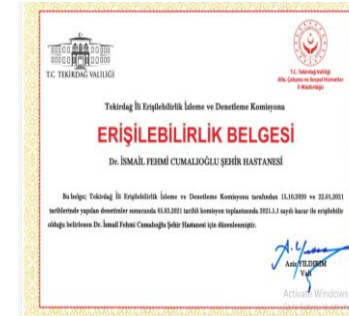 T.C. TEKİRDAĞ VALİLİĞİ
T.C. Tekirdağ Valiliği
Aile, Çalışma ve Sosyal Hizmetler
İl Müdürlüğü
Tekirdağ İli Erişilebilirlik İzleme ve Denetleme Komisyonu
ERİŞİLEBİLİRLİK BELGESİ
Dr. İSMAİL FEHMİ CUMALIOĞLU ŞEHİR HASTANESİ
Bu belge; Tekirdağ İli Erişilebilirlik İzleme ve Denetleme Komisyonu tarafından 15.10.2020 ve 22.01.2021
tarihlerinde yapılan denetimler sonucunda 05.03.2021 tarihli komisyon toplantısında 2021.1.1 sayılı karar ile erişilebilir
olduğu belirlenen Dr. İsmail Fehmi Cumalıoğlu Şehir Hastanesi için düzenlenmiştir.
Aziz YILDIRIM
Vali
Activate Windows